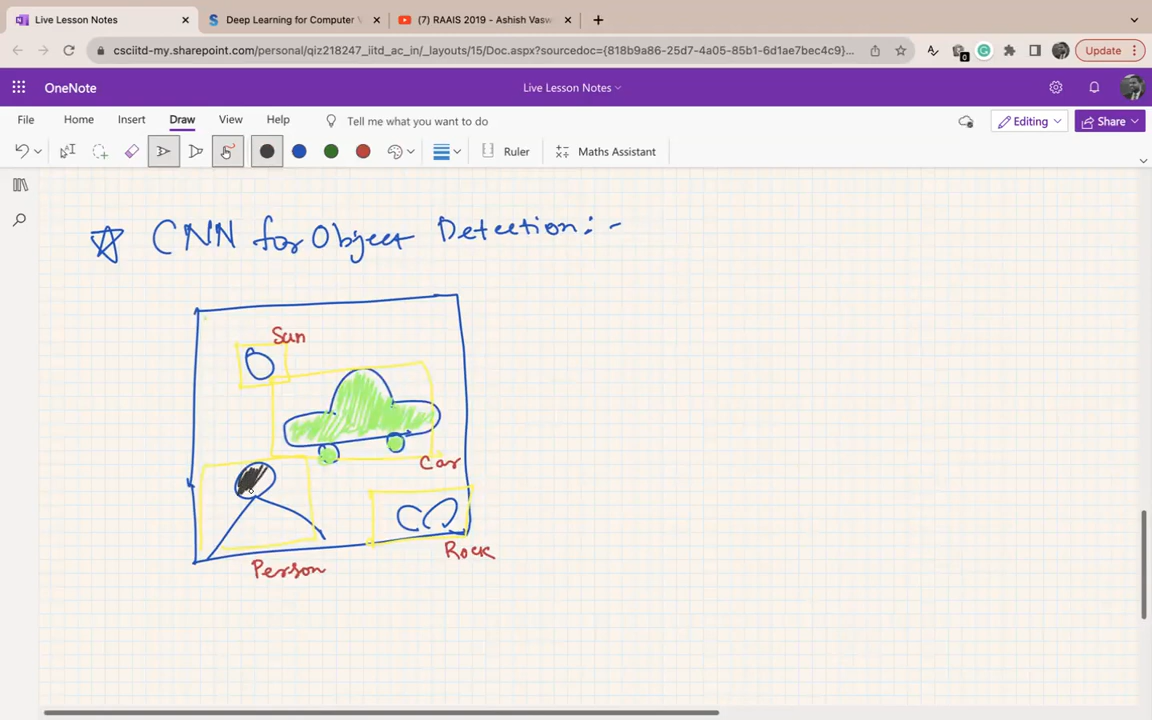 Live Lesson Notes
Deep Learning for Computer V
(7) RAAIS 2019 - Ashish Vasw
csciitd-my.sharepoint.com/personal/qiz218247_iitd_ac_in/_layouts/15/Doc.aspx?sourcedoc={818b9a86-25d7-4a05-85b1-6d1ae7bec4c9}...
0
Update
OneNote
Live Lesson Notes
File Home Insert Draw View Help Tell me what you want to do
Editing Share
Ruler Maths Assistant
CNN for Object Detection : -
Sun
Car
Rock
Person